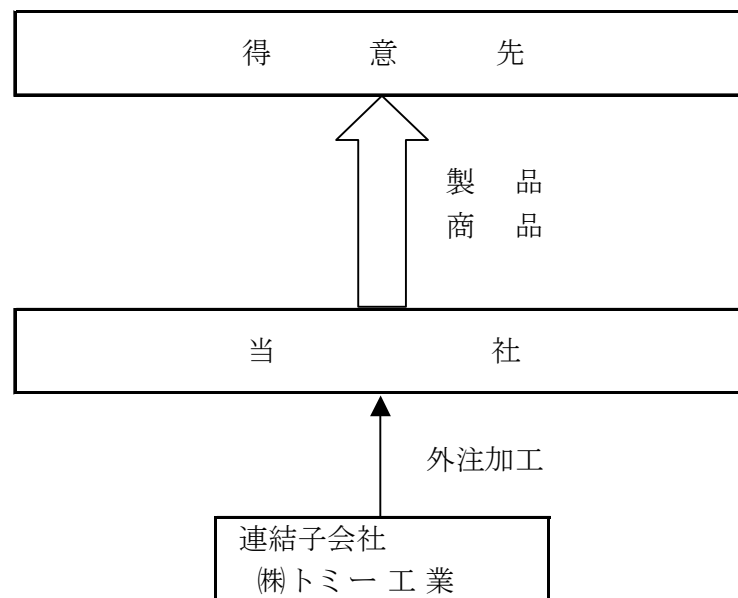 得意先
製品
商品
当社
外注加工
連結子会社
㈱トミー工業